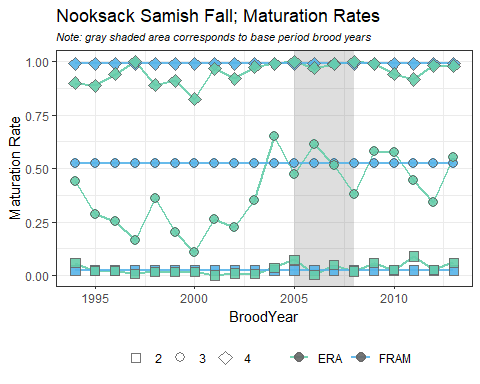 Nooksack Samish Fall; Maturation Rates
Note: gray shaded area corresponds to base period brood years
1.00
0.75
0.50
0.25
0.00
Maturation Rate
1995 2000 2005 2010
BroodYear
2 3 4 ERA FRAM